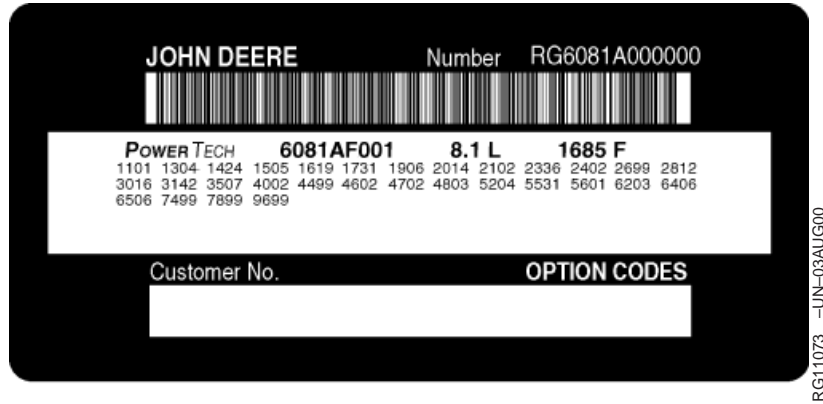 JOHN DEERE Number RG6081A000000
POWERTECH 6081AF001 8.1 L 1685 F
1101 1304 1424 1505 1619 1731 1906 2014 2102 2336 2402 2699 2812
3016 3142 3507 4002 4499 4602 4702 4803 5204 5531 5601 6203 6406
6506 7499 7899 9699
Customer No. OPTION CODES
RG11073 –UN–03AUG00